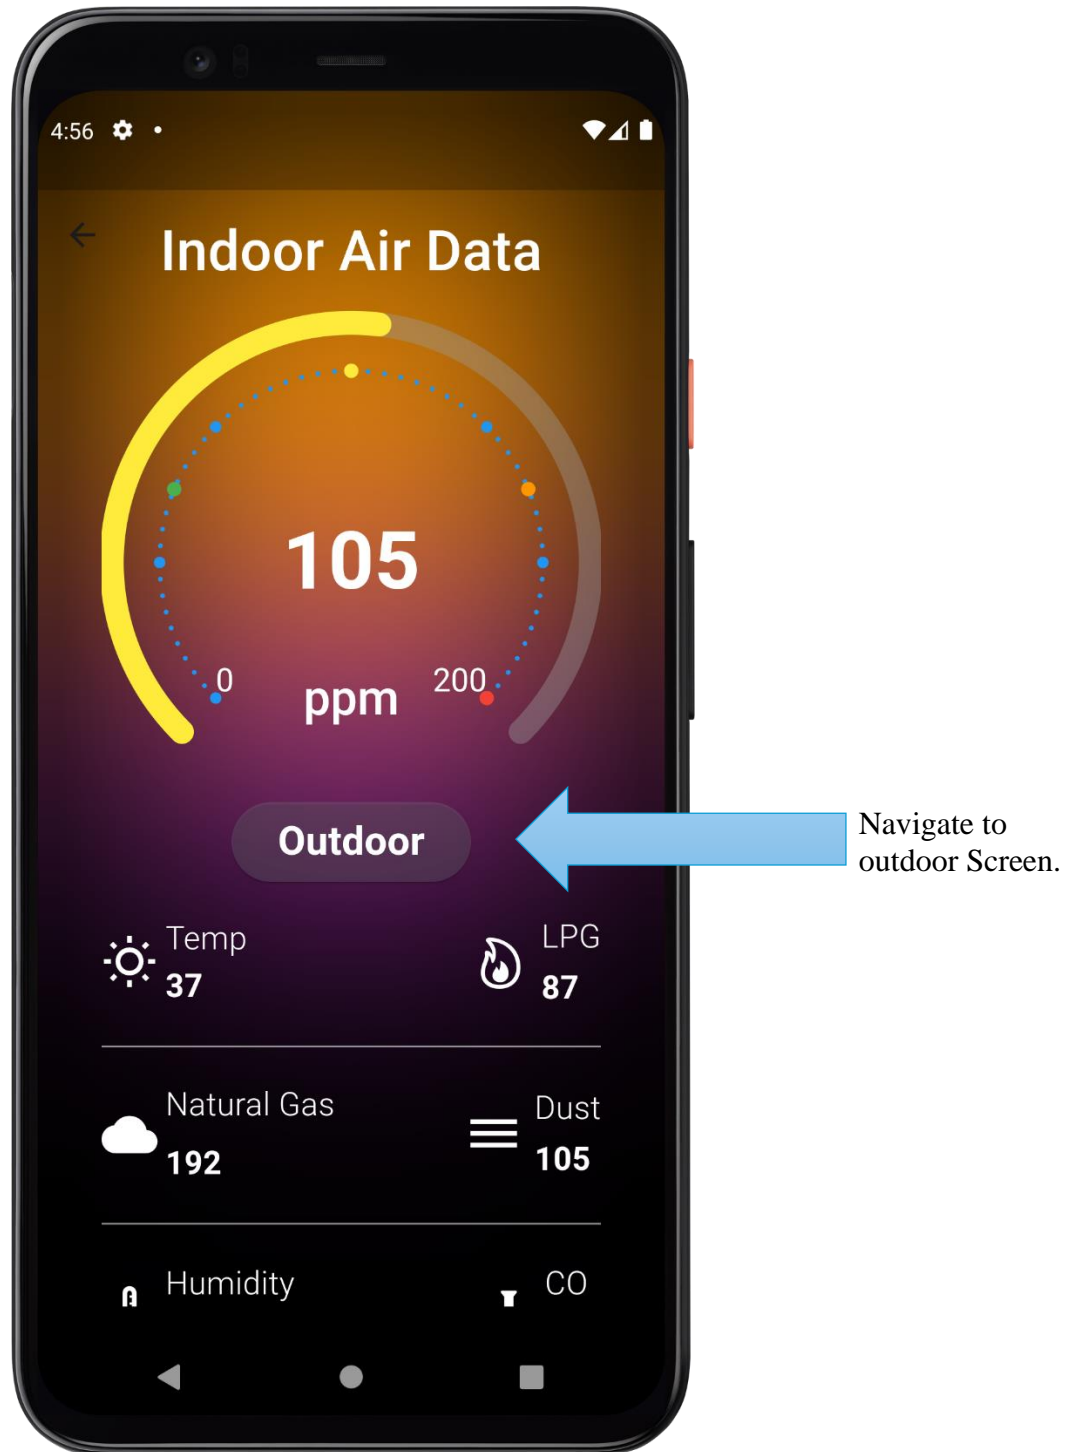 4:56
Indoor Air Data
105
0
200
ppm
Outdoor
Navigate to
outdoor Screen.
Temp
37
LPG
87
Natural Gas
192
Dust
105
Humidity
CO